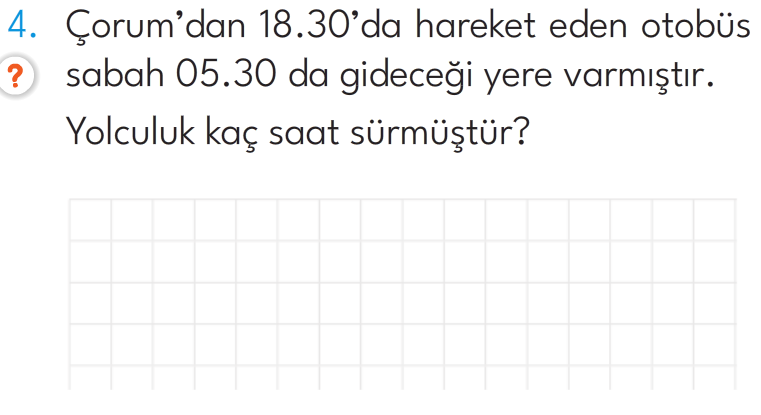 4. Çorum’dan 18.30’da hareket eden otobüs
? sabah 05.30 da gideceği yere varmıştır.
Yolculuk kaç saat sürmüştür?